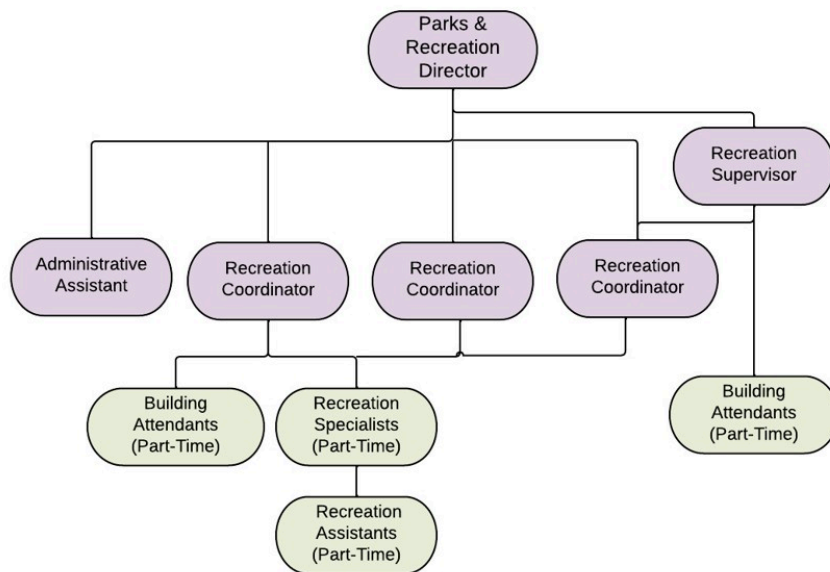 Parks &
Recreation
Director
Recreation
Supervisor
Administrative
Assistant
Recreation
Coordinator
Recreation
Coordinator
Recreation
Coordinator
Building
Attendants
(Part-Time)
Recreation
Specialists
(Part-Time)
Building
Attendants
(Part-Time)
Recreation
Assistants
(Part-Time)